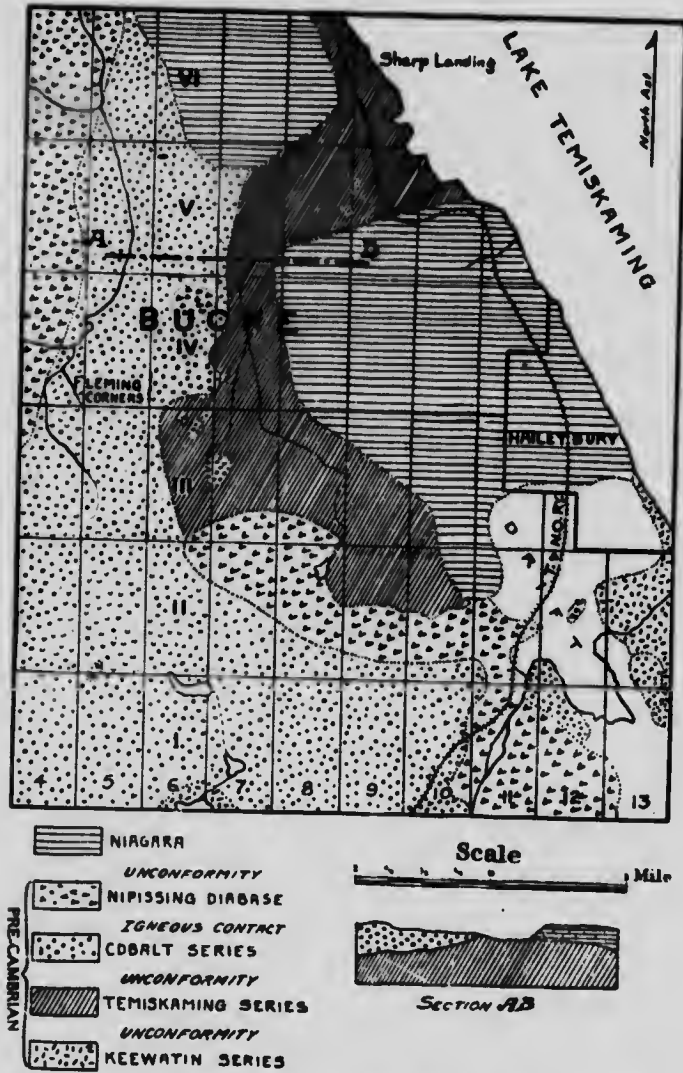 Sharp Landing
LAKE TEMISKAMING
North Ast
VI
V
A
B
BUCKE
IV
FLEMING
CORNERS
HAILEYBURY
III
T.& N.O.RY.
II
I
4 5 6 7 8 9 10 11 12 13
NIAGARA
UNCONFORMITY
NIPISSING DIABASE
IGNEOUS CONTACT
COBALT SERIES
UNCONFORMITY
TEMISKAMING SERIES
UNCONFORMITY
KEEWATIN SERIES
PRE-CAMBRIAN
Scale
Mile
SECTION AB